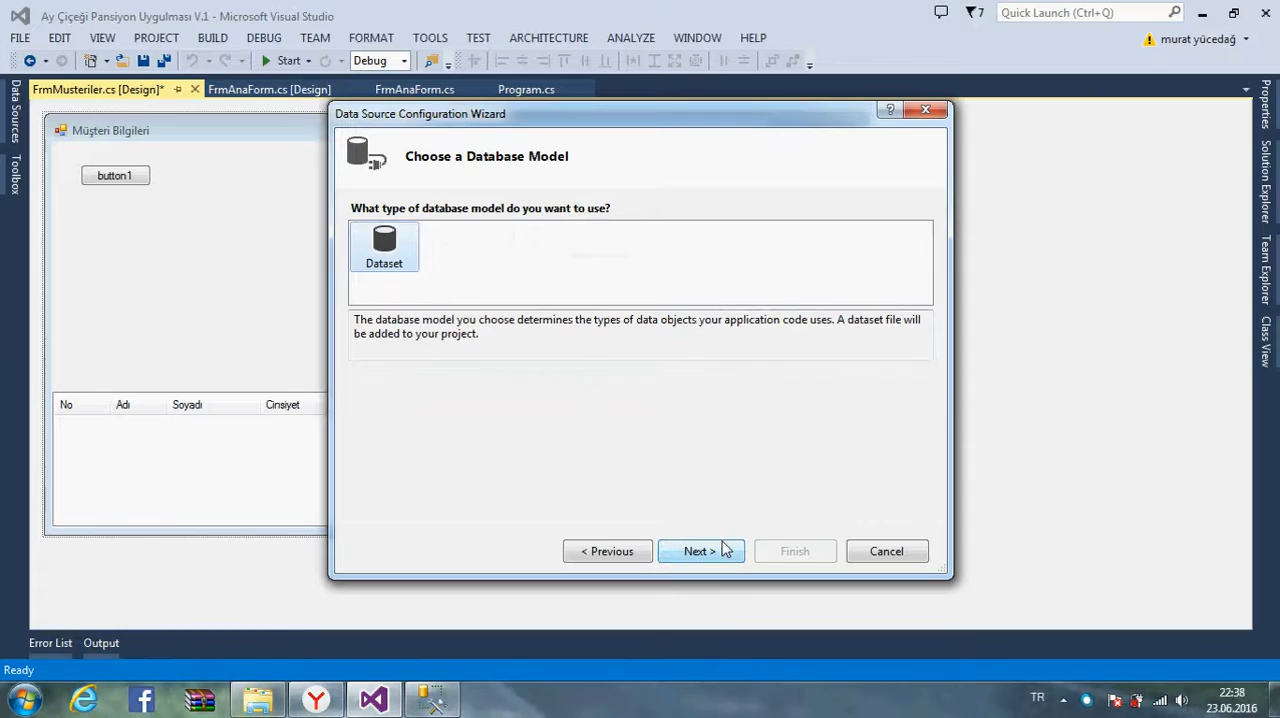 Ay Çiçeği Pansiyon Uygulması V.1 - Microsoft Visual Studio
7
Quick Launch (Ctrl+Q)
FILE EDIT VIEW PROJECT BUILD DEBUG TEAM FORMAT TOOLS TEST ARCHITECTURE ANALYZE WINDOW HELP
murat yücedağ
Start
Debug
FrmMusteriler.cs [Design]*
FrmAnaForm.cs [Design]
FrmAnaForm.cs
Program.cs
Data Sources
Toolbox
Müşteri Bilgileri
button1
No Adı Soyadı Cinsiyet
Data Source Configuration Wizard
?
Choose a Database Model
What type of database model do you want to use?
Dataset
The database model you choose determines the types of data objects your application code uses. A dataset file will
be added to your project.
< Previous
Next >
Finish
Cancel
Properties
Solution Explorer
Team Explorer
Class View
Error List
Output
Ready
TR
22:38
23.06.2016